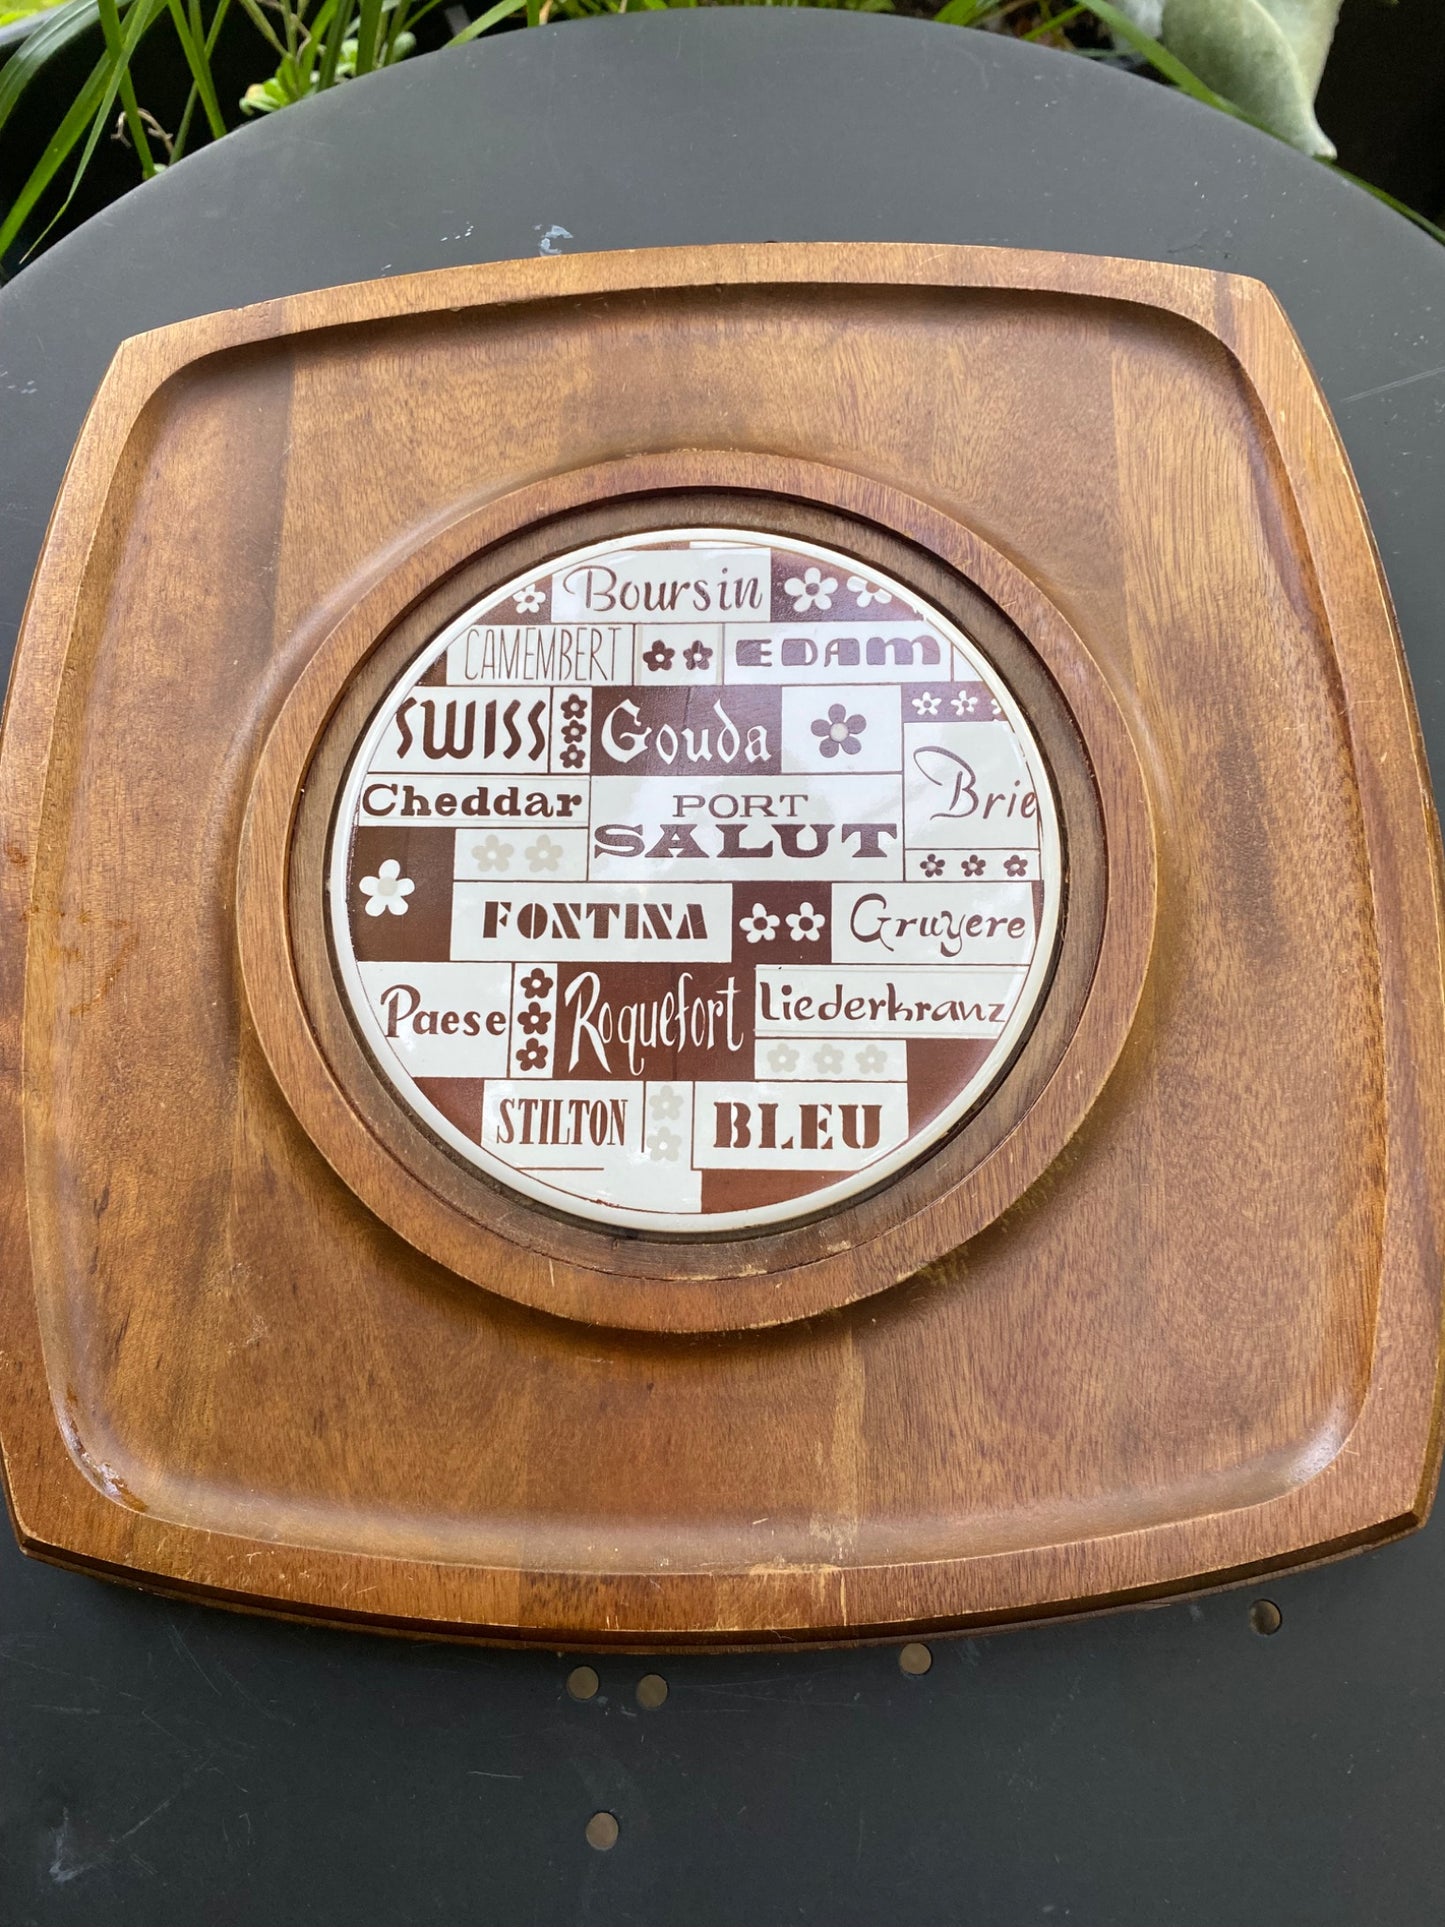 Boursin
CAMEMBERT
EDAM
SWISS
Gouda
Brie
Cheddar
PORT
SALUT
FONTINA
Gruyere
Paese
Roquefort
Liederkranz
STILTON
BLEU